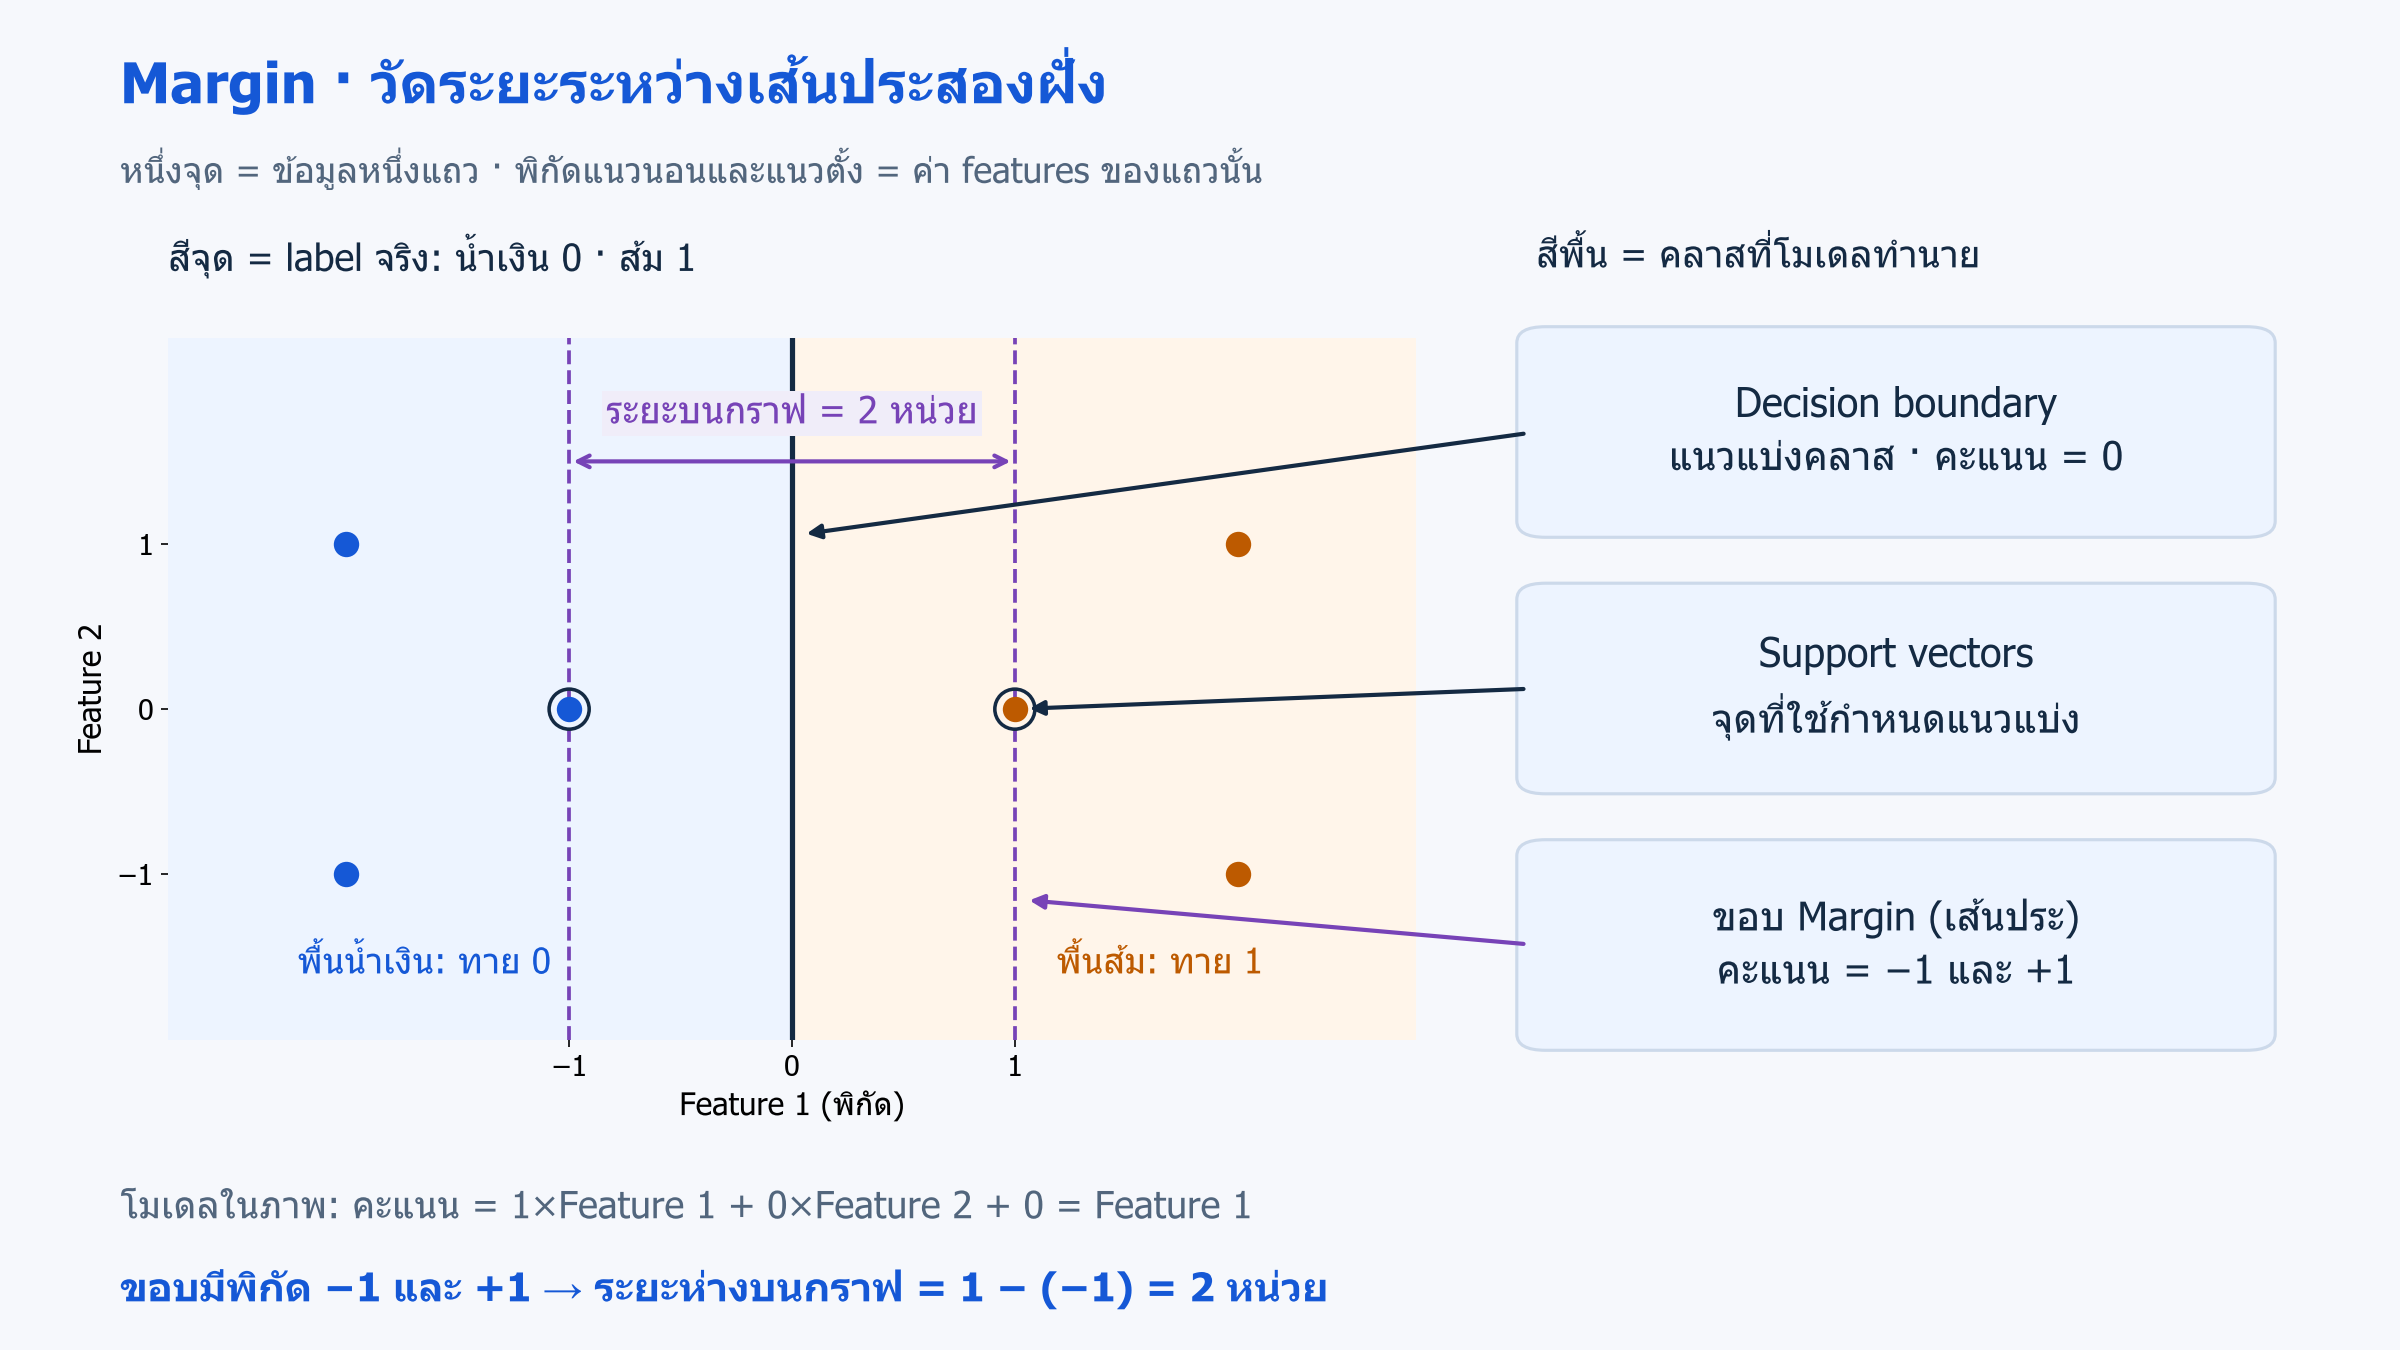 Margin · วัดระยะระหว่างเส้นประสองฝั่ง
หนึ่งจุด = ข้อมูลหนึ่งแถว · พิกัดแนวนอนและแนวตั้ง = ค่า features ของแถวนั้น
สีจุด = label จริง: น้ำเงิน 0 · ส้ม 1
สีพื้น = คลาสที่โมเดลทำนาย
ระยะบนกราฟ = 2 หน่วย
1
0
−1
Feature 2
พื้นน้ำเงิน: ทาย 0
พื้นส้ม: ทาย 1
−1
0
1
Feature 1 (พิกัด)
Decision boundary
แนวแบ่งคลาส · คะแนน = 0
Support vectors
จุดที่ใช้กำหนดแนวแบ่ง
ขอบ Margin (เส้นประ)
คะแนน = −1 และ +1
โมเดลในภาพ: คะแนน = 1×Feature 1 + 0×Feature 2 + 0 = Feature 1
ขอบมีพิกัด −1 และ +1 → ระยะห่างบนกราฟ = 1 − (−1) = 2 หน่วย